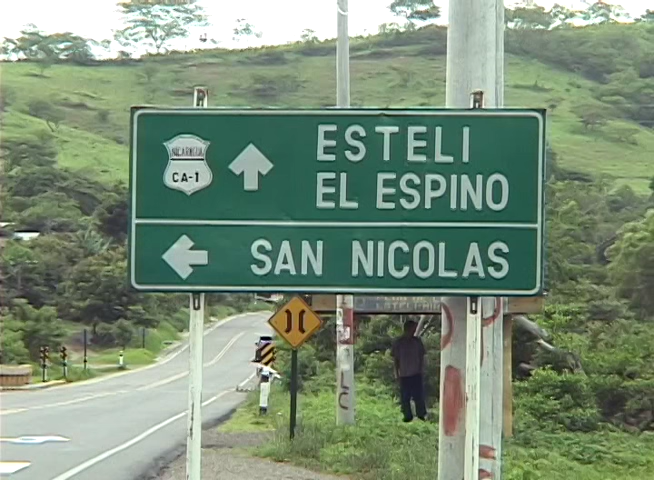 NICARAGUA
CA-1
ESTELI
EL ESPINO
SAN NICOLAS